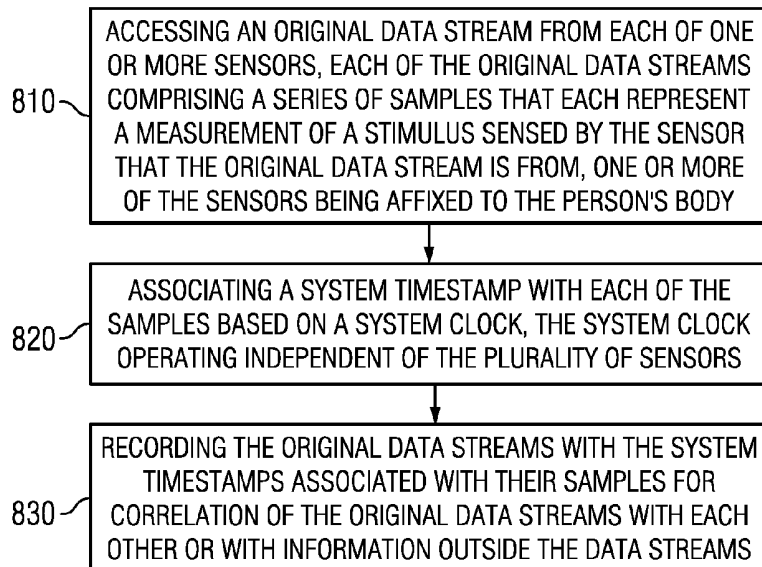 810
ACCESSING AN ORIGINAL DATA STREAM FROM EACH OF ONE
OR MORE SENSORS, EACH OF THE ORIGINAL DATA STREAMS
COMPRISING A SERIES OF SAMPLES THAT EACH REPRESENT
A MEASUREMENT OF A STIMULUS SENSED BY THE SENSOR
THAT THE ORIGINAL DATA STREAM IS FROM, ONE OR MORE
OF THE SENSORS BEING AFFIXED TO THE PERSON'S BODY
820
ASSOCIATING A SYSTEM TIMESTAMP WITH EACH OF THE
SAMPLES BASED ON A SYSTEM CLOCK, THE SYSTEM CLOCK
OPERATING INDEPENDENT OF THE PLURALITY OF SENSORS
830
RECORDING THE ORIGINAL DATA STREAMS WITH THE SYSTEM
TIMESTAMPS ASSOCIATED WITH THEIR SAMPLES FOR
CORRELATION OF THE ORIGINAL DATA STREAMS WITH EACH
OTHER OR WITH INFORMATION OUTSIDE THE DATA STREAMS